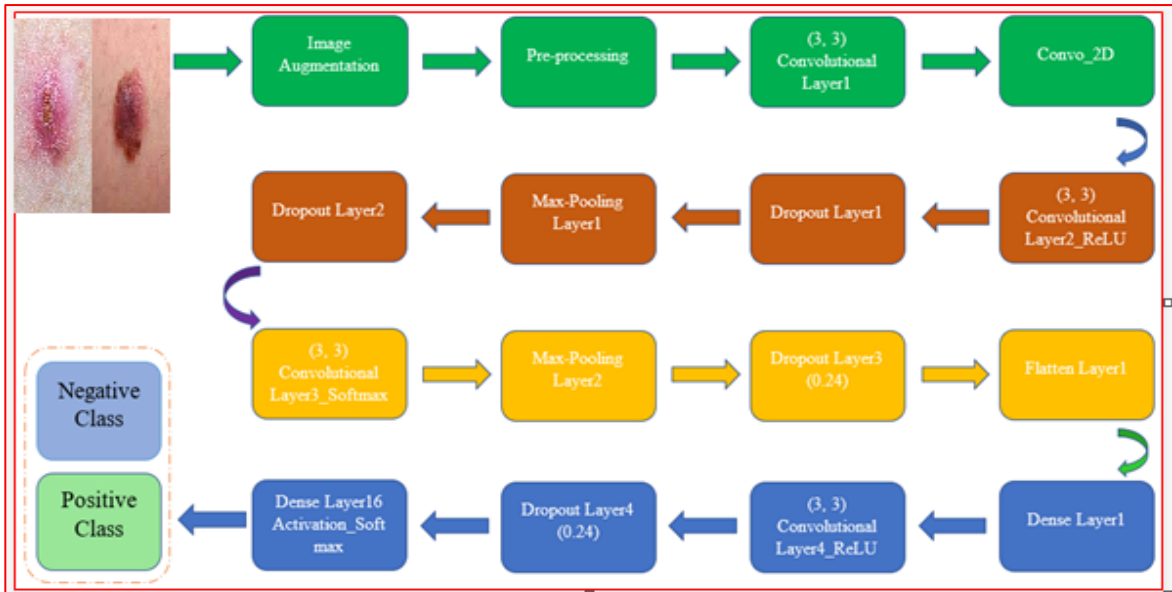 Image
Augmentation
Pre-processing
(3, 3)
Convolutional
Layer1
Convo_2D
(3, 3)
Convolutional
Layer2_ReLU
Dropout Layer1
Max-Pooling
Layer1
Dropout Layer2
(3, 3)
Convolutional
Layer3_Softmax
Max-Pooling
Layer2
Dropout Layer3
(0.24)
Flatten Layer1
Dense Layer1
(3, 3)
Convolutional
Layer4_ReLU
Dropout Layer4
(0.24)
Dense Layer16
Activation_Soft
max
Negative
Class
Positive
Class